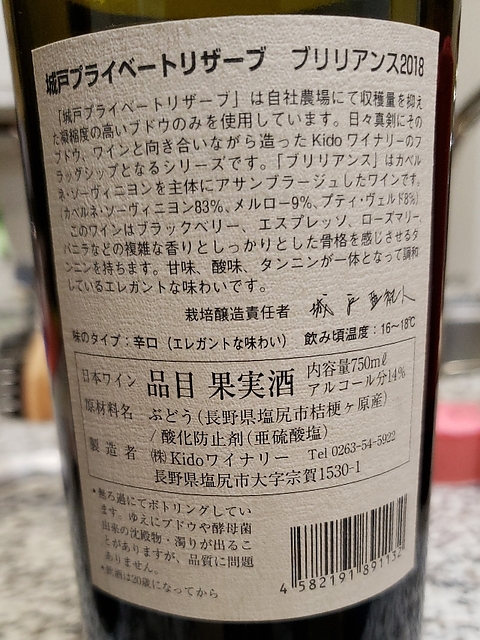 城戸プライベートリザーブ　ブリリアンス2018
「城戸プライベートリザーブ」は自社農場にて収穫量を抑え
た凝縮度の高いブドウのみを使用しています。日々真剣にその
ブドウ、ワインと向き合いながら造ったKidoワイナリーのフ
ラッグシップとなるシリーズです。「ブリリアンス」はカベル
ネ・ソーヴィニヨンを主体にアサンブラージュしたワインです。
(カベルネ・ソーヴィニヨン83%、メルロー9%、プティ・ヴェルド8%)
このワインはブラックベリー、エスプレッソ、ローズマリー、
バニラなどの複雑な香りとしっかりとした骨格を感じさせるタ
ンニンを持ちます。甘味、酸味、タンニンが一体となって調和
しているエレガントな味わいです。
栽培醸造責任者　城戸亜紀人
味のタイプ：辛口（エレガントな味わい）　飲み頃温度：16〜18℃
日本ワイン　品目 果実酒　内容量750mℓ
アルコール分14%
原材料名　ぶどう(長野県塩尻市桔梗ヶ原産)
/ 酸化防止剤(亜硫酸塩)
製造者　㈱Kidoワイナリー　Tel 0263-54-5922
長野県塩尻市大字宗賀1530-1
*無ろ過にてボトリングしてい
ます。ゆえにブドウや酵母菌
出来の沈殿物・濁りが出るこ
とがありますが、品質に問題
ありません。
*飲酒は20歳になってから
4 582191 891132